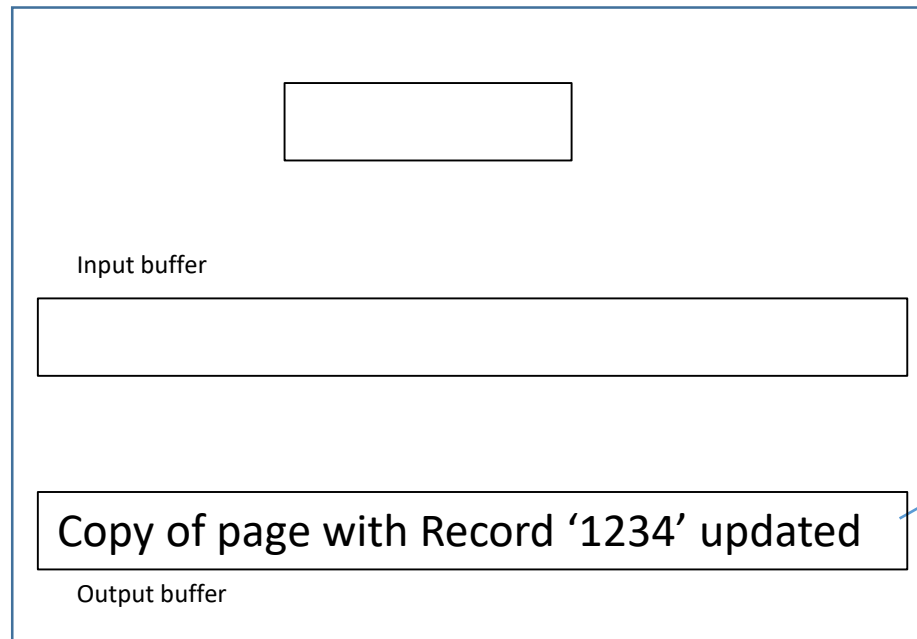 Input buffer
Copy of page with Record ‘1234’ updated
Output buffer